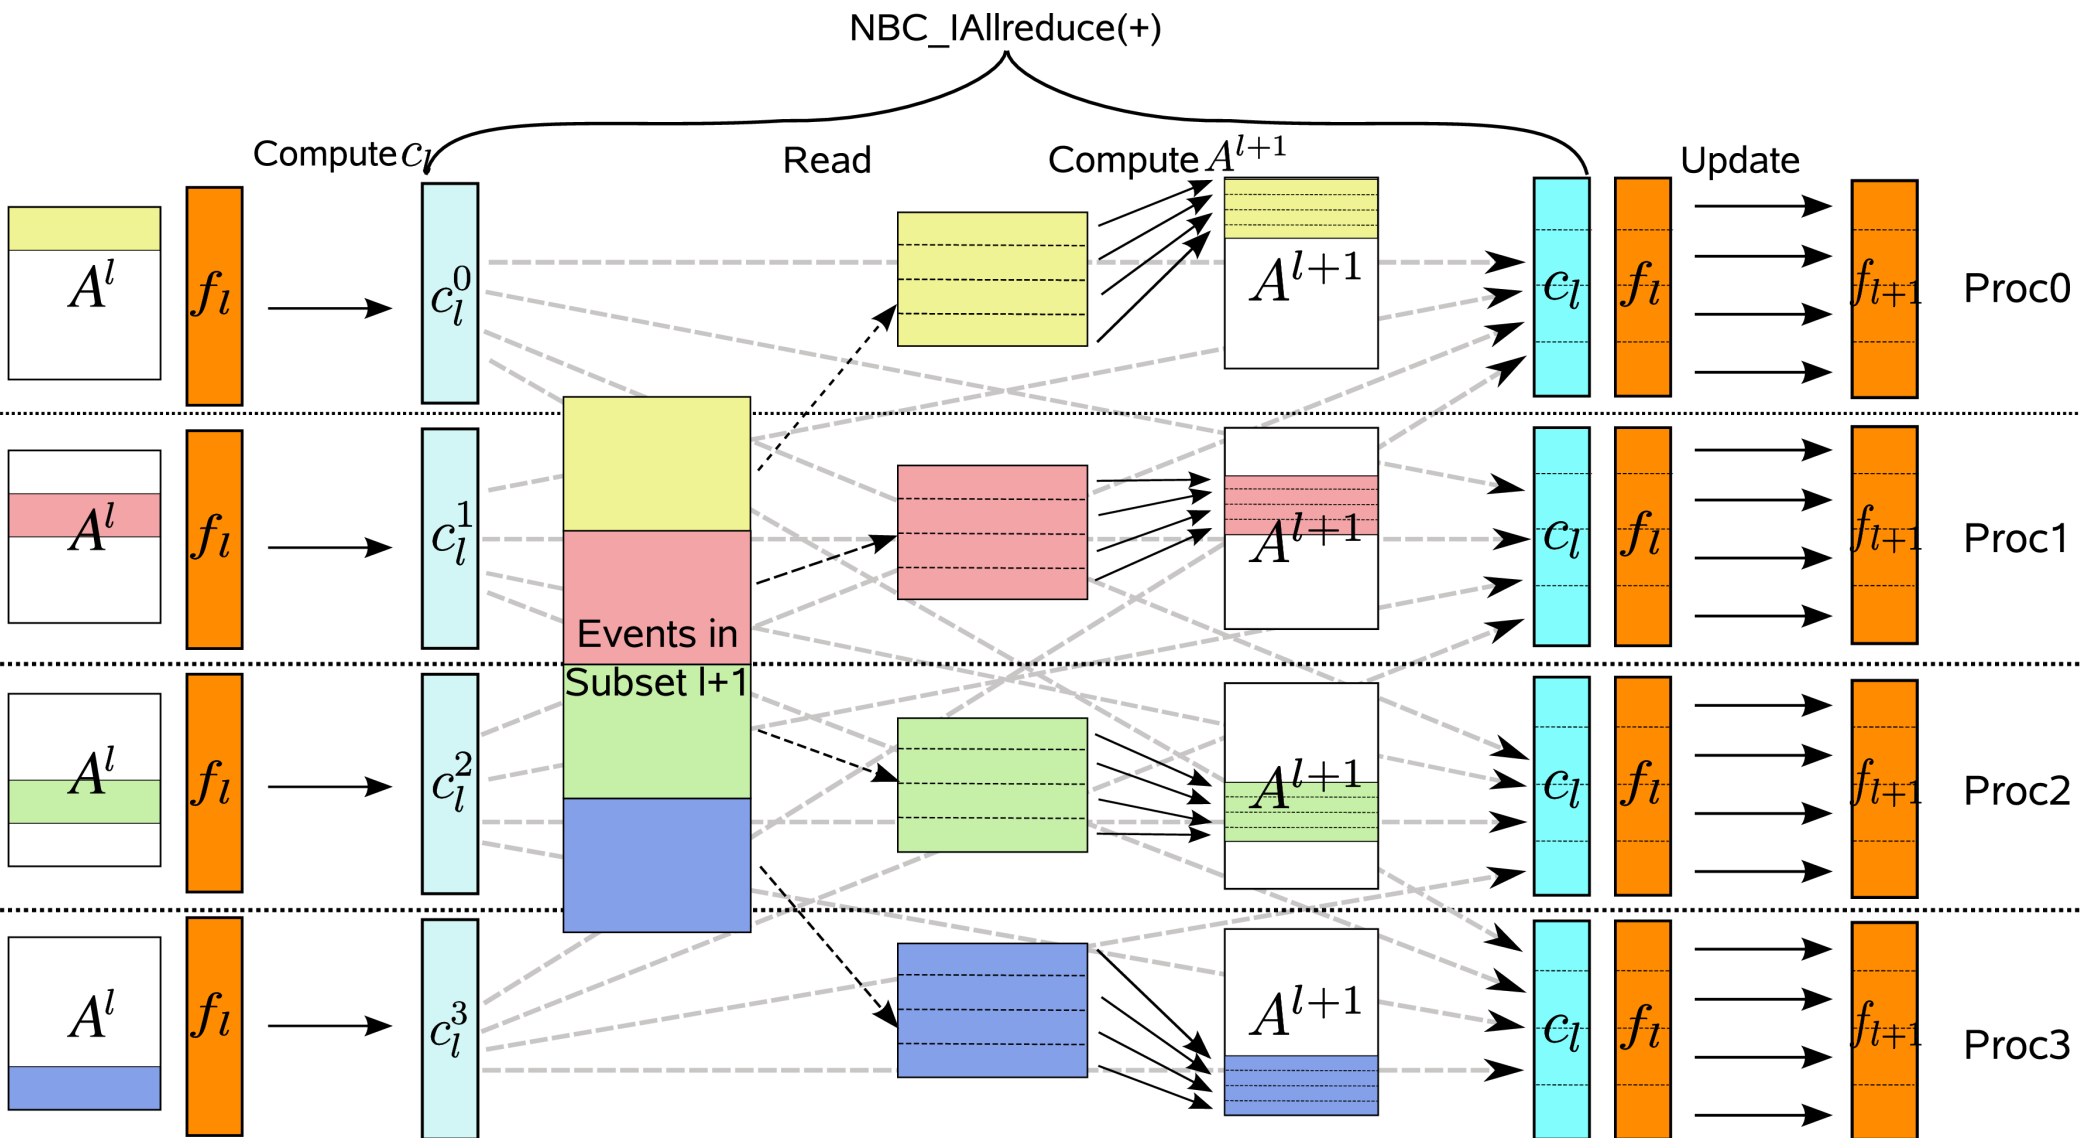 NBC_IAllreduce(+)
Compute c_l
Read
Compute A^{l+1}
Update
A^l f_l c_l^0 A^{l+1} c_l f_l f_{l+1} Proc0
A^l f_l c_l^1 A^{l+1} c_l f_l f_{l+1} Proc1
Events in
Subset l+1
A^l f_l c_l^2 A^{l+1} c_l f_l f_{l+1} Proc2
A^l f_l c_l^3 A^{l+1} c_l f_l f_{l+1} Proc3